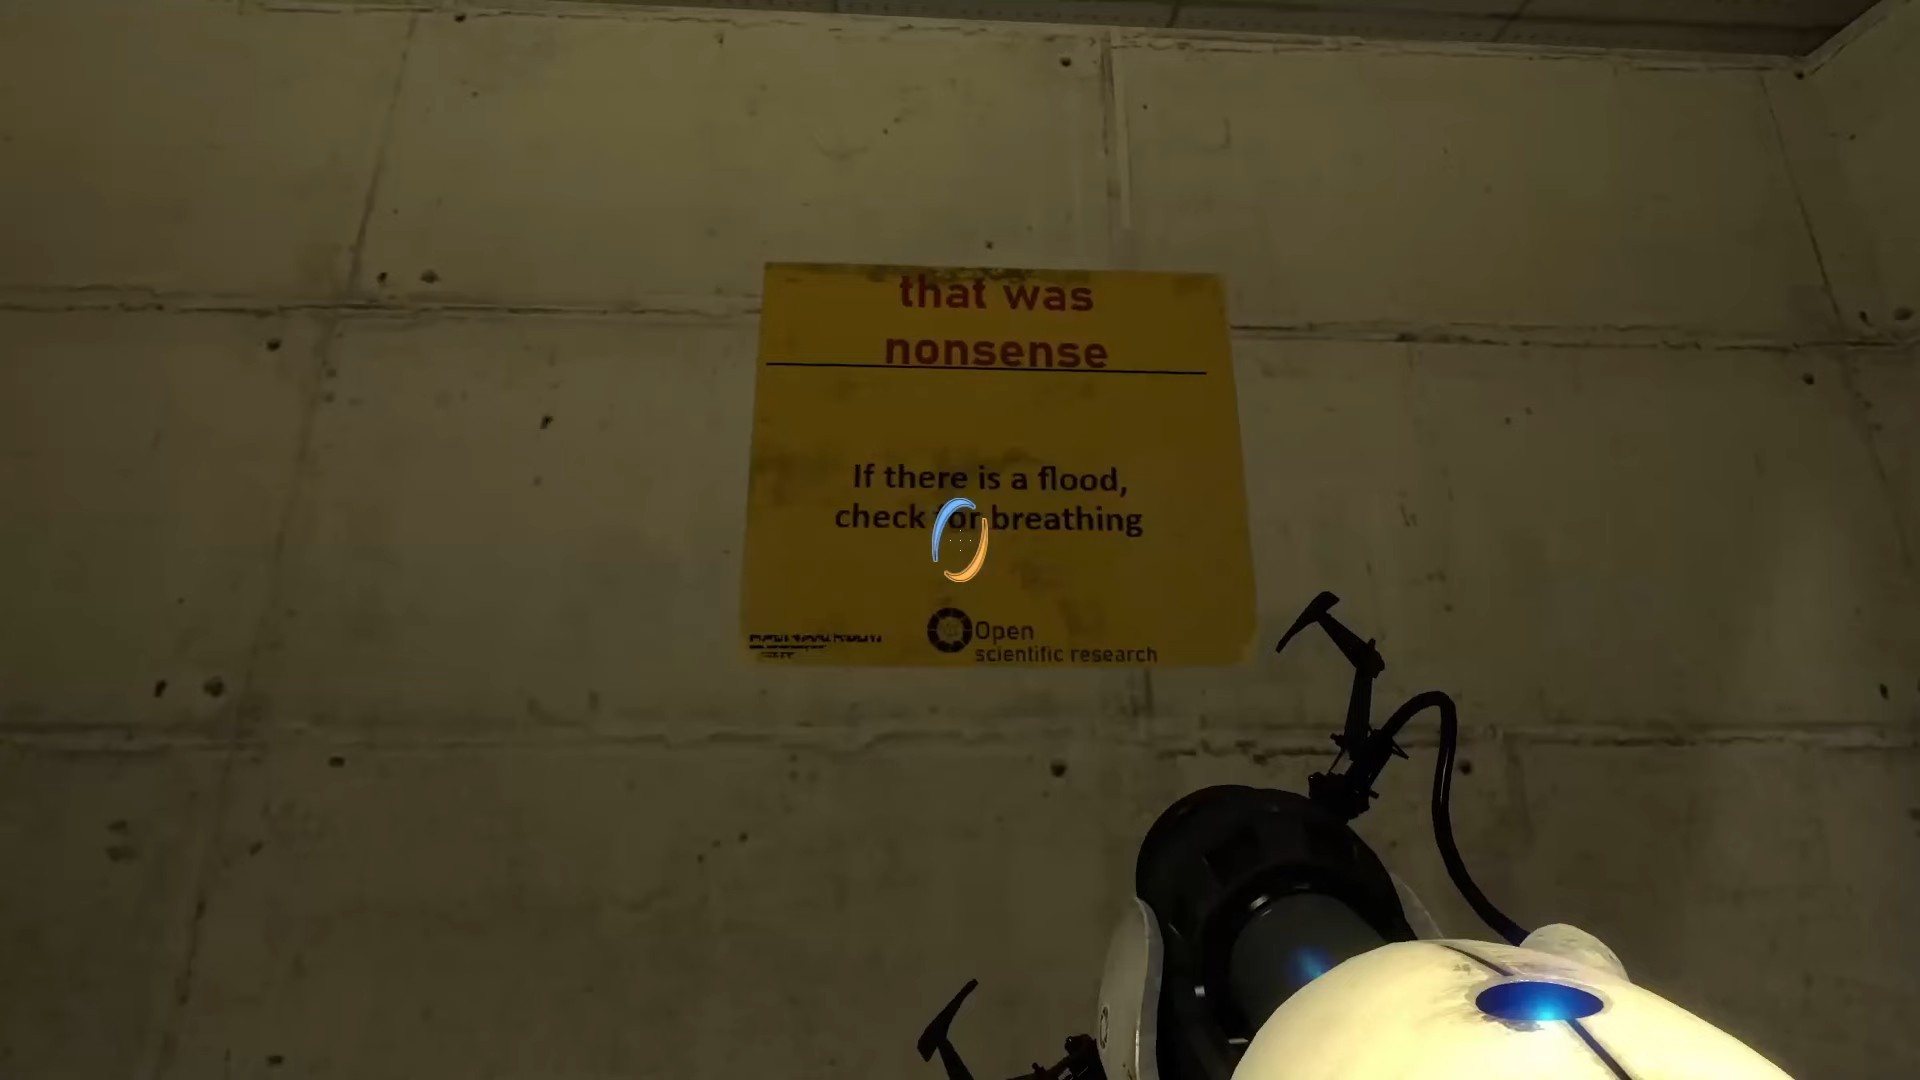 that was
nonsense
If there is a flood,
check for breathing
Open
scientific research